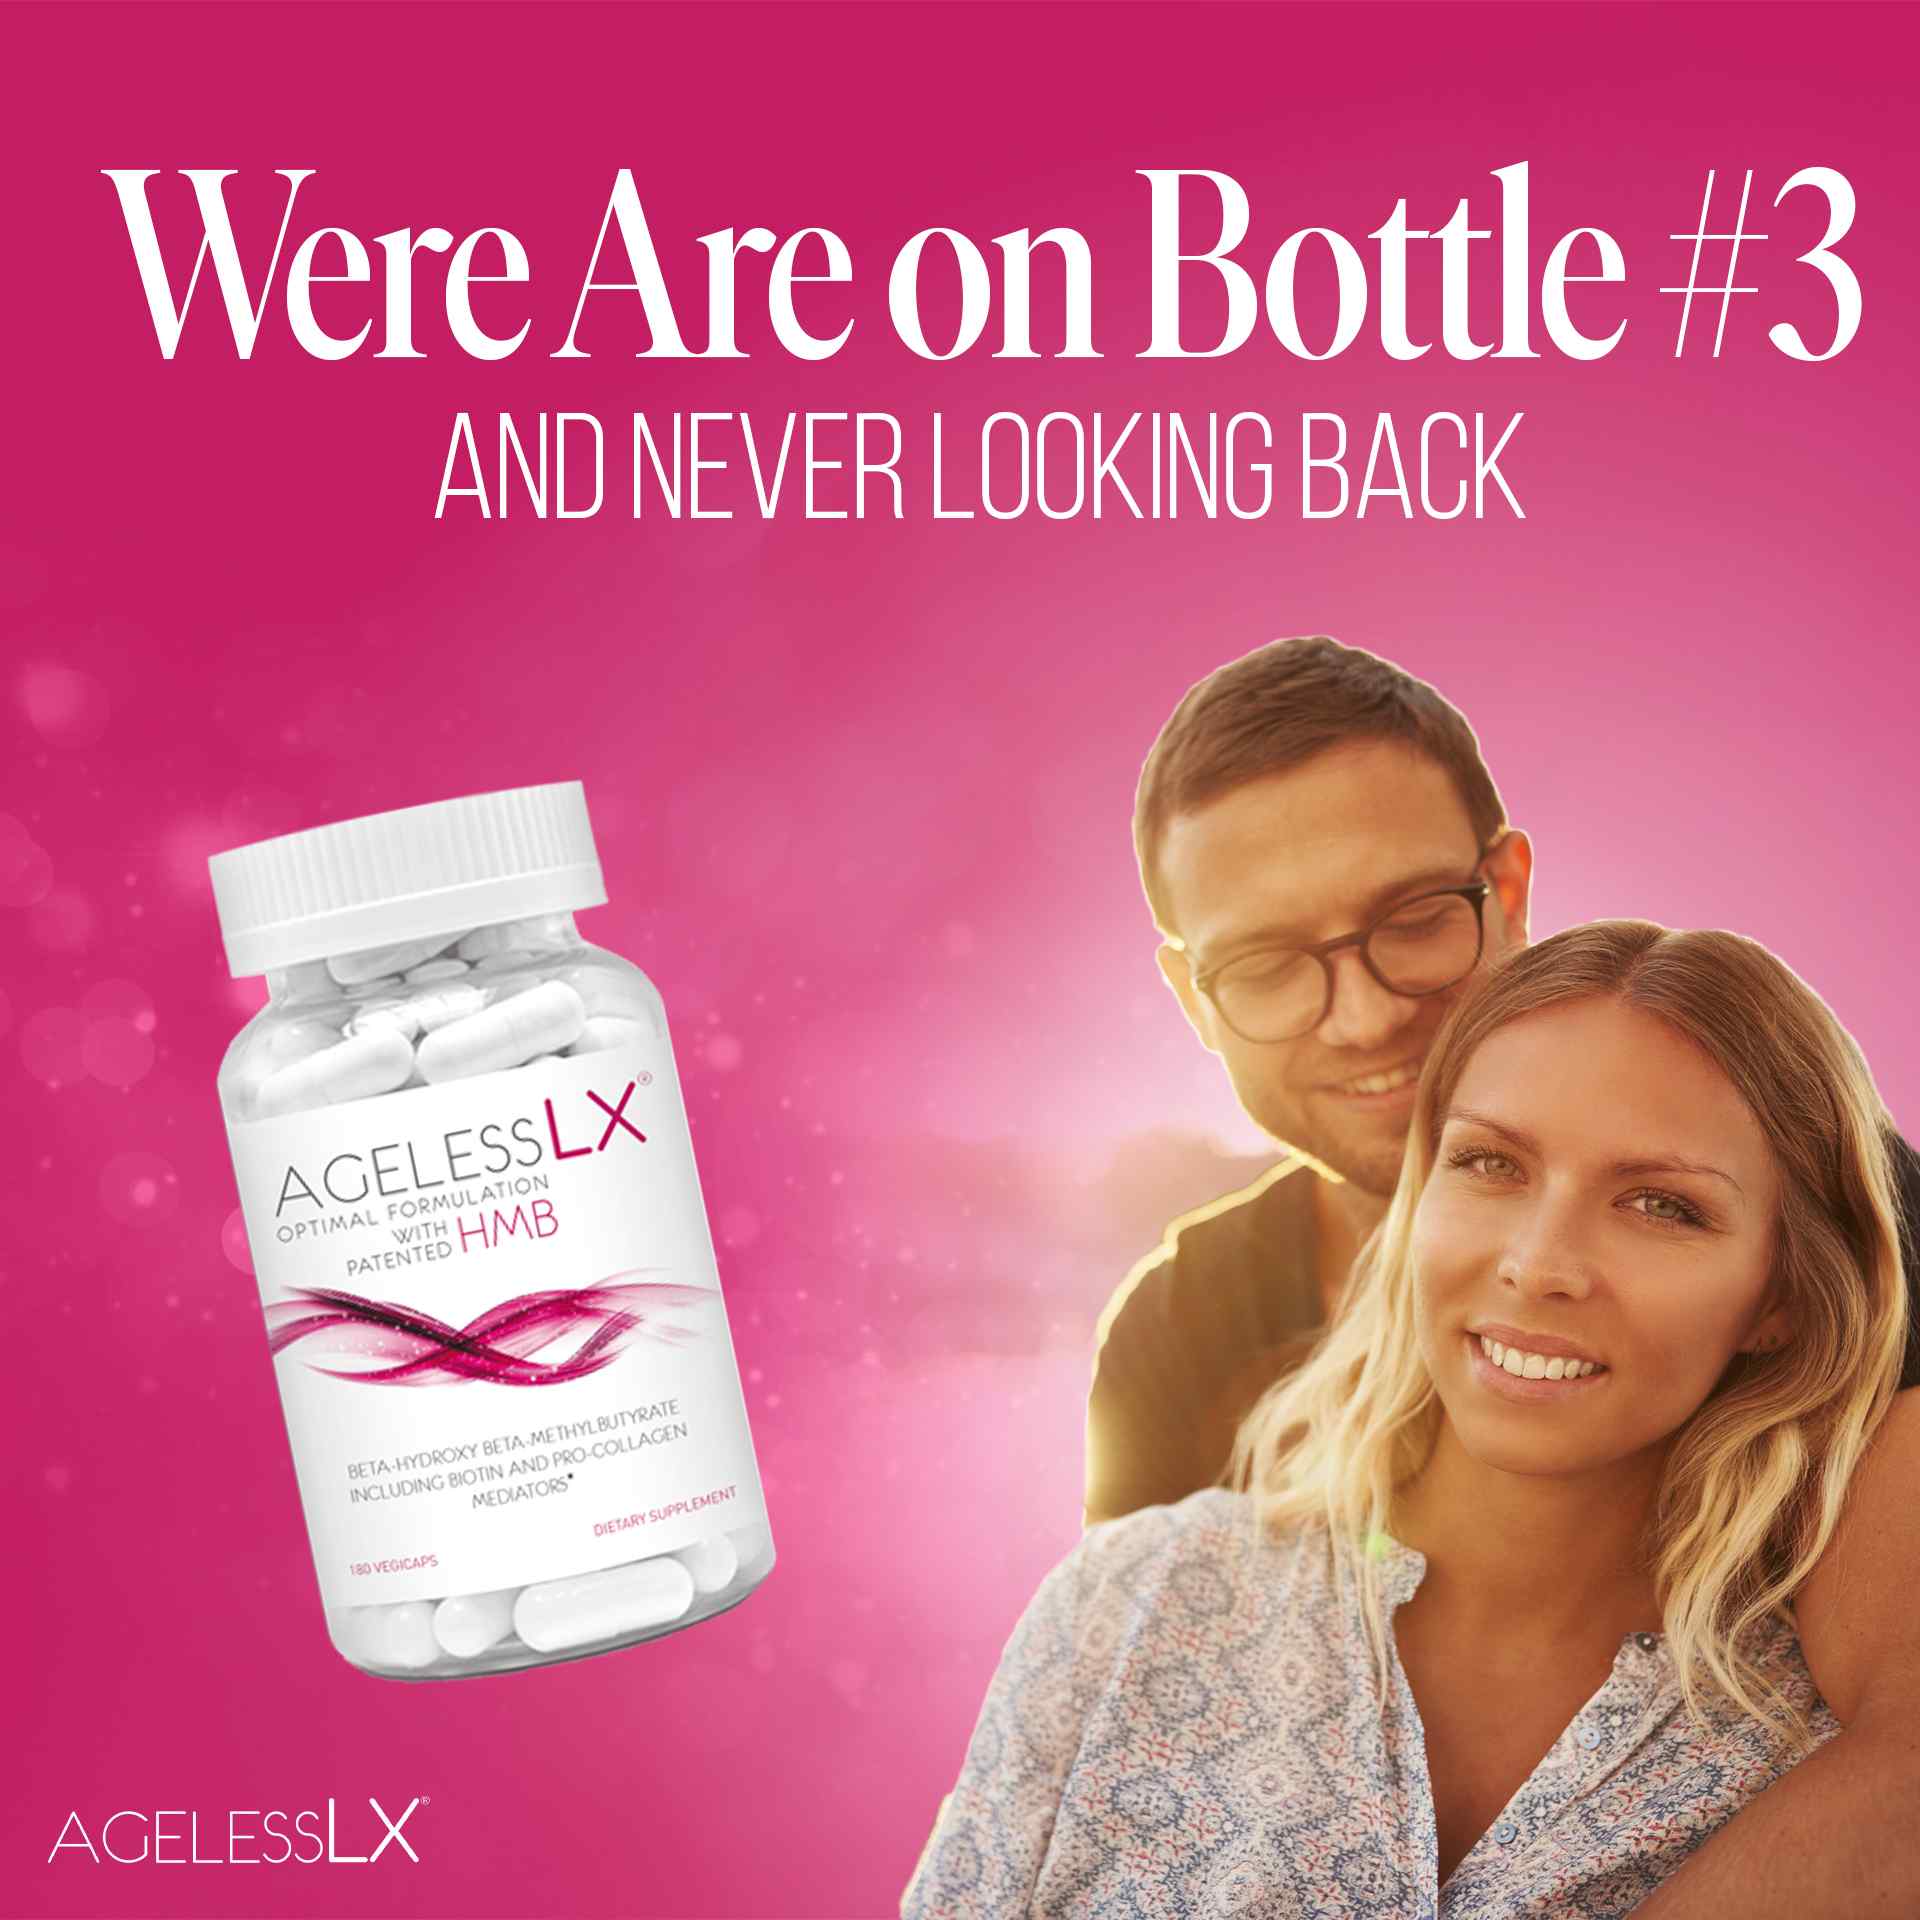 Were Are on Bottle #3
AND NEVER LOOKING BACK
AGELESSLX®
OPTIMAL FORMULATION
WITH
PATENTED HMB
BETA-HYDROXY BETA-METHYLBUTYRATE
INCLUDING BIOTIN AND PRO-COLLAGEN
MEDIATORS*
DIETARY SUPPLEMENT
180 VEGICAPS
AGELESSLX®